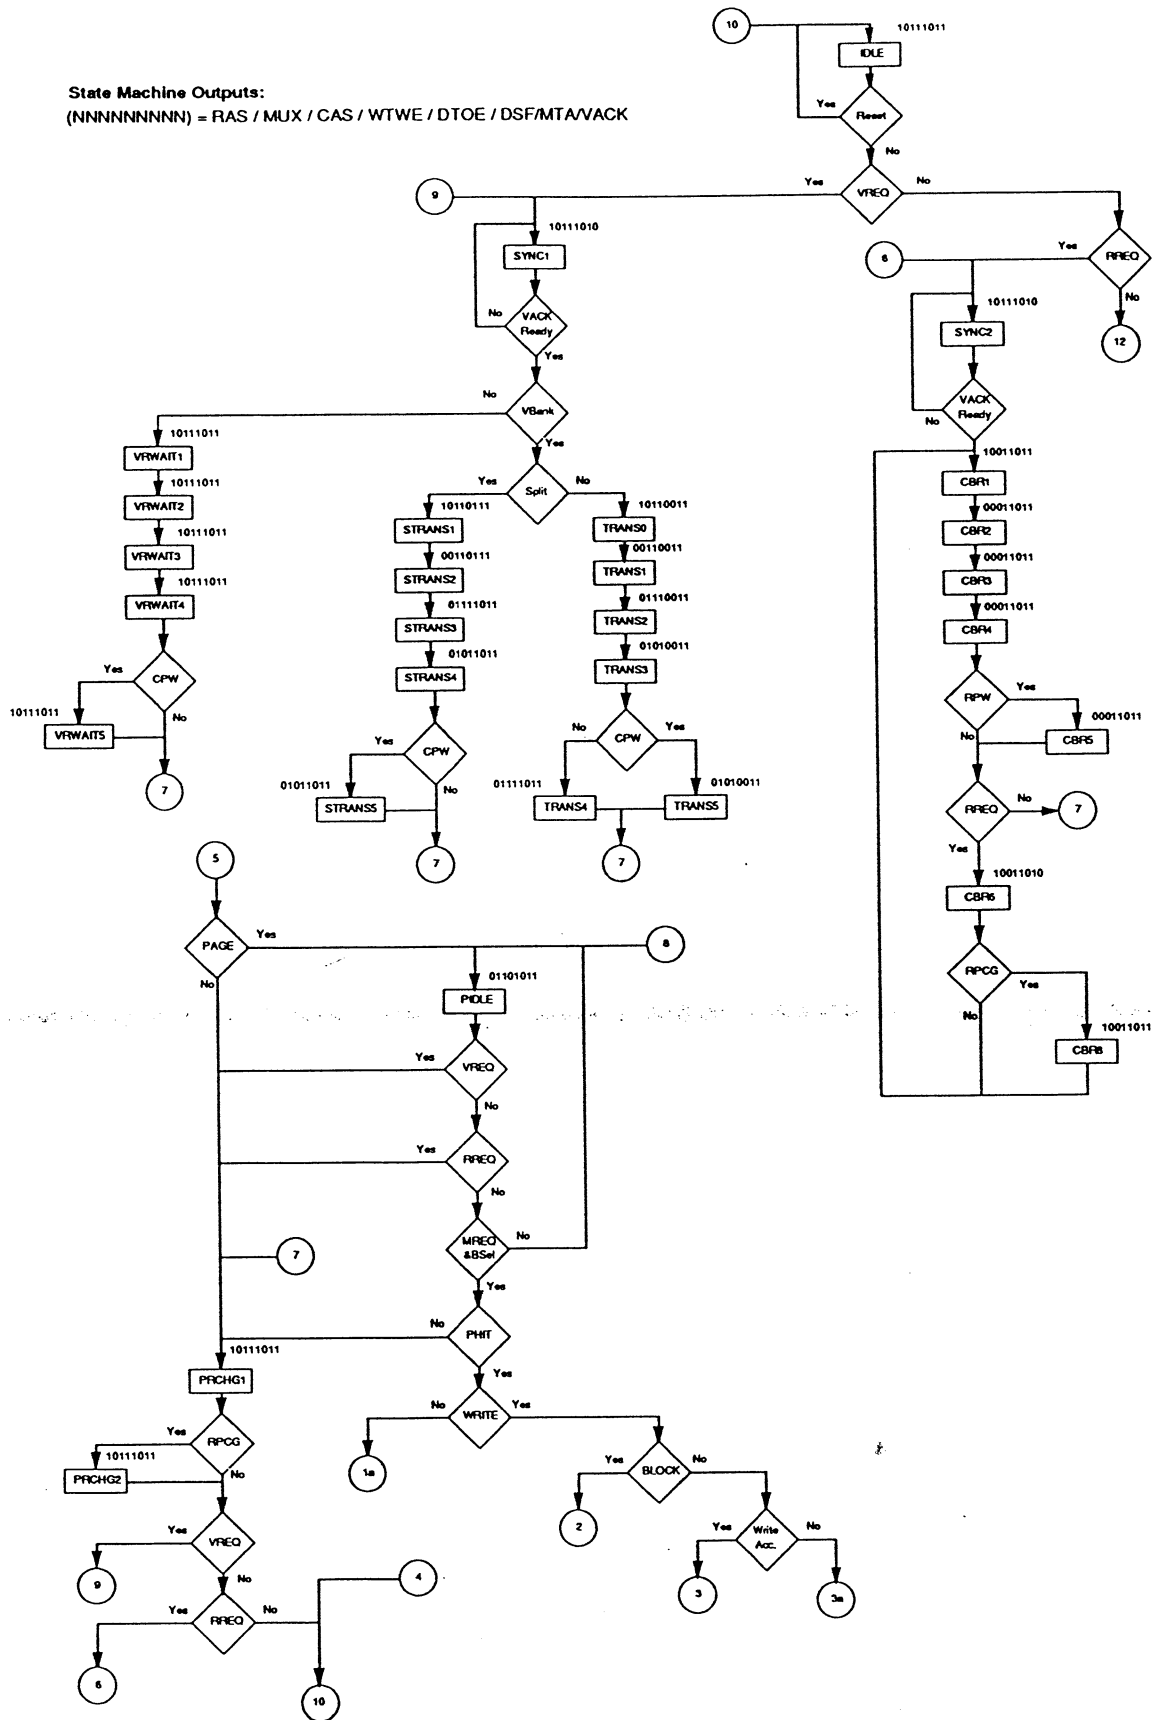 10
10111011
IDLE
State Machine Outputs:
(NNNNNNNNN) = RAS / MUX / CAS / WTWE / DTOE / DSF/MTA/VACK
Yes
Reset
No
Yes
VREQ
No
9
10111010
SYNC1
No
VACK
Ready
Yes
6
Yes
RREQ
No
12
10111010
SYNC2
VACK
Ready
No
No
VBank
Yes
10111011
VRWAIT1
10111011
VRWAIT2
10111011
VRWAIT3
10111011
VRWAIT4
Yes
CPW
No
10111011
VRWAIT5
7
Yes
Split
No
10110111
STRANS1
00110111
STRANS2
01111011
STRANS3
01011011
STRANS4
Yes
CPW
No
01011011
STRANS5
7
10110011
TRANS0
00110011
TRANS1
01110011
TRANS2
01010011
TRANS3
No
CPW
Yes
01111011
TRANS4
01010011
TRANS5
7
10011011
CBR1
00011011
CBR2
00011011
CBR3
00011011
CBR4
RPW
Yes
No
00011011
CBR5
RREQ
No
7
Yes
10011010
CBR6
RPCG
Yes
No
10011011
5
PAGE
Yes
No
8
01101011
PIDLE
Yes
VREQ
No
Yes
RREQ
No
MREQ
&BSel
No
Yes
7
No
PHIT
Yes
10111011
PRCHG1
Yes
RPCG
No
10111011
PRCHG2
Yes
VREQ
No
9
Yes
RREQ
No
4
6
10
No
WRITE
Yes
1a
Yes
BLOCK
No
2
Yes
Write
Acc.
No
3
3a